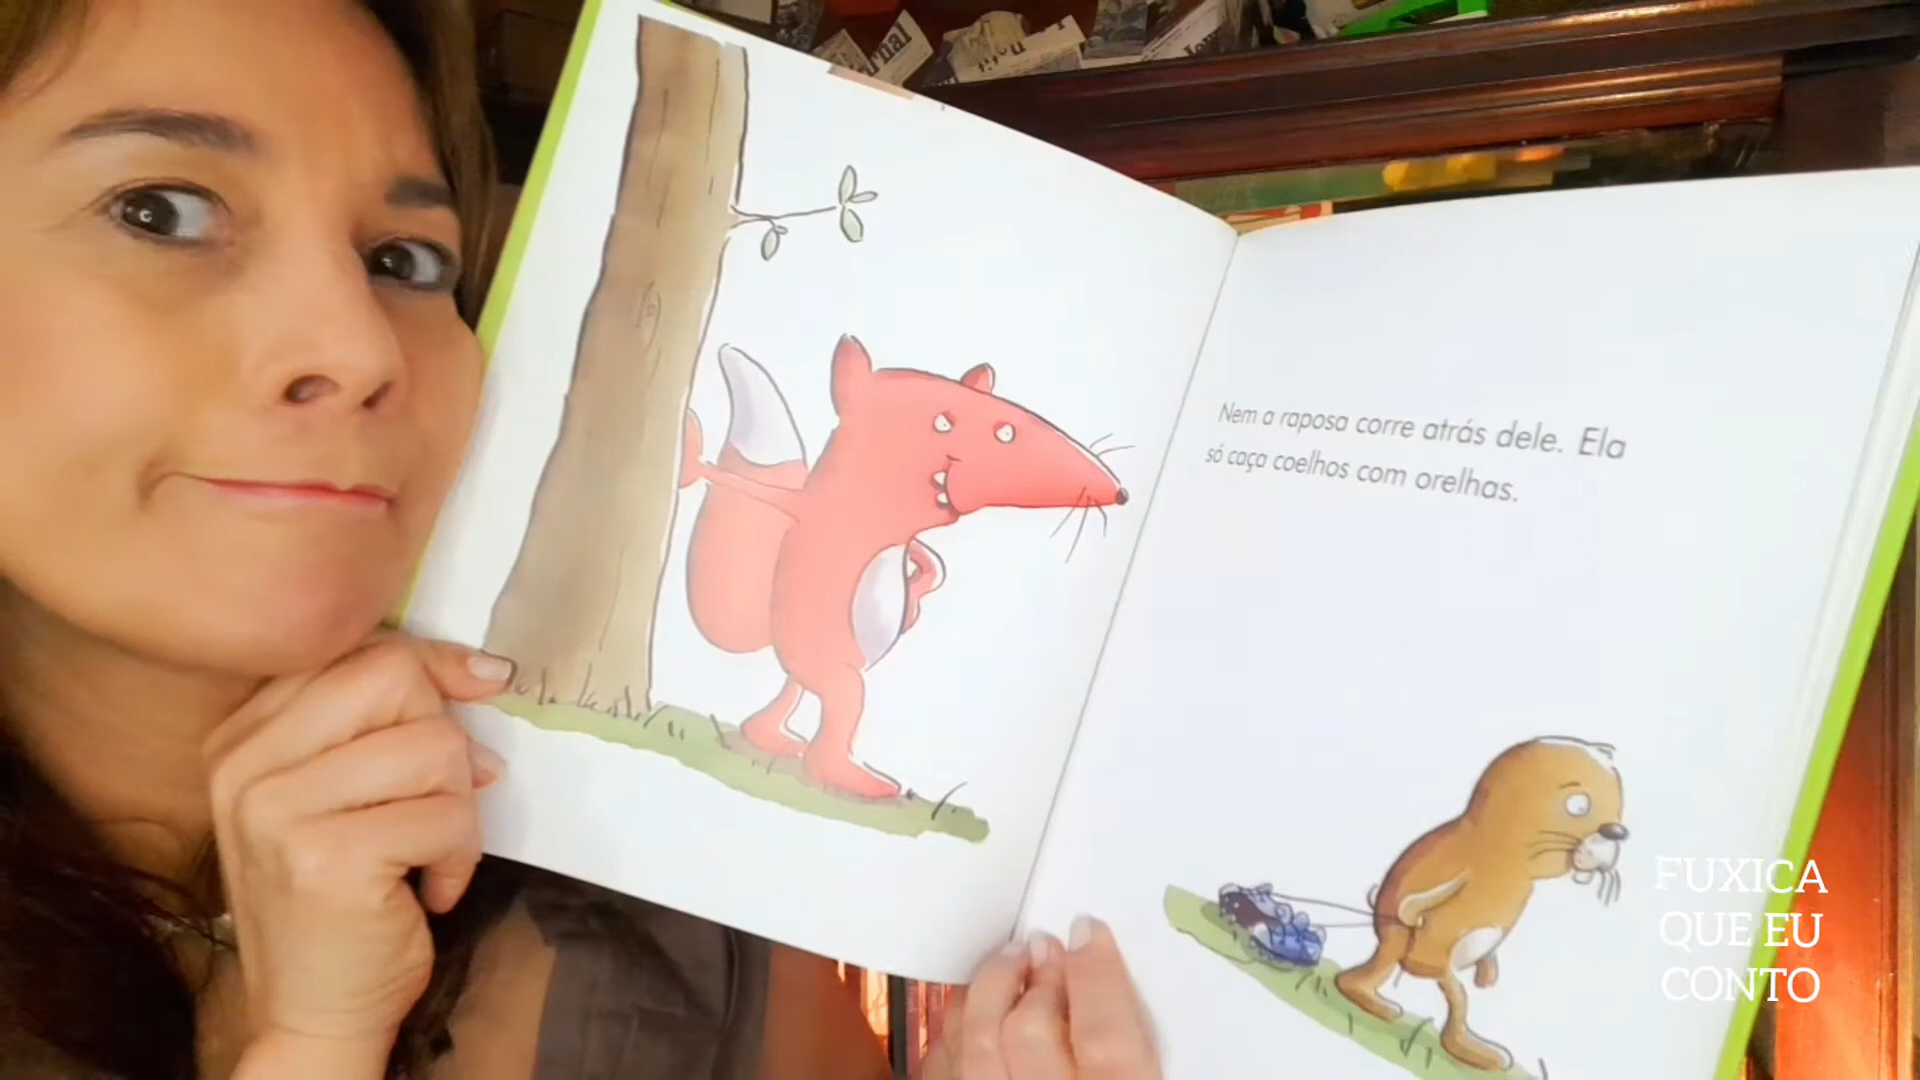 Nem a raposa corre atrás dele. Ela
só caça coelhos com orelhas.
FUXICA
QUE EU
CONTO